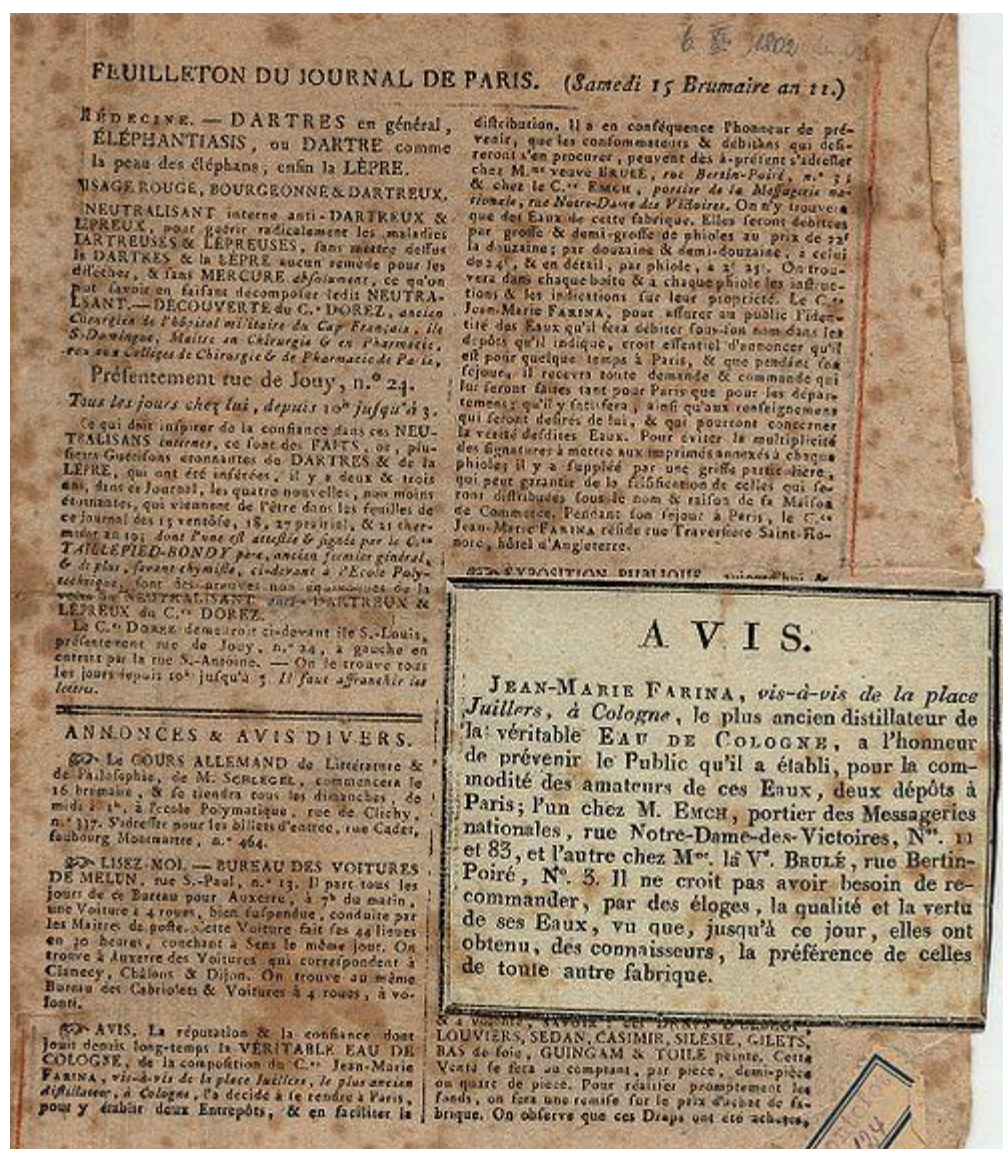 6 XI 1802
FEUILLETON DU JOURNAL DE PARIS. (Samedi 15 Brumaire an 11.)
MÉDECINE. — DARTRES en général,
ÉLÉPHANTIASIS, ou DARTRE comme
la peau des éléphans, enfin la LÈPRE.
VISAGE ROUGE, BOURGEONNÉ & DARTREUX.
NEUTRALISANT interne anti-DARTREUX &
LÉPREUX, pour guérir radicalement les maladies
DARTREUSES & LÉPREUSES, sans mettre dessus
la DARTRES & la LÈPRE aucun remède pour les
dessécher, & sans MERCURE absolument, ce qu'on
peut savoir en faisant décomposer ledit NEUTRA-
LISANT. — DÉCOUVERTE du C.ᵉⁿ DOREZ, ancien
Chirurgien de l'hôpital militaire du Cap Français, île
S.-Domingue, Maître en Chirurgie & en Pharmacie,
reçu aux Colléges de Chirurgie & de Pharmacie de Paris,
Présentement rue de Jouy, n.º 24.
Tous les jours chez lui, depuis 10ʰ jusqu'à 3.
Ce qui doit inspirer de la confiance dans ces NEU-
TRALISANS internes, ce sont des FAITS, or, plu-
sieurs Guérisons étonnantes de DARTRES & de la
LÈPRE, qui ont été insérées, il y a deux & trois
ans, dans ce Journal, les quatre nouvelles, non moins
étonnantes, qui viennent de l'être dans les feuilles de
ce journal des 15 ventôse, 18, 27 prairial, & 21 ther-
midor an 10; dont l'une est attestée & signée par le C.ᵉⁿ
TAILLEPIED-BONDY père, ancien fermier général,
& de plus, savant chymiste, ci-devant à l'Ecole Poly-
technique, sont des preuves non équivoques de la
vertu du NEUTRALISANT anti-DARTREUX &
LÉPREUX du C.ᵉⁿ DOREZ.
Le C.ᵉⁿ DOREZ demeuroit ci-devant île S.-Louis,
présentement rue de Jouy, n.º 24, à gauche en
entrant par la rue S.-Antoine. — On le trouve tous
les jours depuis 10ʰ jusqu'à 3. Il faut affranchir les
lettres.
ANNONCES & AVIS DIVERS.
Le COURS ALLEMAND de Littérature &
de Philosophie, de M. SCHLEGEL, commencera le
16 brumaire, & se tiendra tous les dimanches, de
midi à 1ʰ, à l'école Polymatique, rue de Clichy,
n.º 337. S'adresser pour les billets d'entrée, rue Cadet,
faubourg Montmartre, n.º 464.
LISEZ-MOI. — BUREAU DES VOITURES
DE MELUN, rue S.-Paul, n.º 13. Il part tous les
jours de ce Bureau pour Auxerre, à 7ʰ du matin,
une Voiture à 4 roues, bien suspendue, conduite par
les Maîtres de poste. Cette Voiture fait ses 44 lieues
en 30 heures, couchant à Sens le même jour. On
trouve à Auxerre des Voitures qui correspondent à
Clamecy, Châlons & Dijon. On trouve au même
Bureau des Cabriolets & Voitures à 4 roues, à vo-
lonté.
AVIS. La réputation & la confiance dont
jouit depuis long-temps la VÉRITABLE EAU DE
COLOGNE, de la composition du C.ᵉⁿ Jean-Marie
FARINA, vis-à-vis de la place Juliers, le plus ancien
distillateur, à Cologne, l'a décidé à se rendre à Paris,
pour y établir deux Entrepôts, & en faciliter la
distribution. Il a en conséquence l'honneur de pré-
venir, que les consommateurs & débitans qui desi-
reront s'en procurer, peuvent dès à-présent s'adresser
chez M.ᵐᵉ veuve BRULÉ, rue Bertin-Poiré, n.º 3;
& chez le C.ᵉⁿ EMCH, portier de la Messagerie na-
tionale, rue Notre-Dame des Victoires. On n'y trouvera
que des Eaux de cette fabrique. Elles seront débitées
par grosse & demi-grosse de phioles au prix de 22ᶠ
la douzaine; par douzaine & demi-douzaine, à celui
de 24ᶠ, & en détail, par phiole, à 2ᶠ 25ᶜ. On trou-
vera dans chaque boîte & à chaque phiole les instruc-
tions & les indications sur leur propriété. Le C.ᵉⁿ
Jean-Marie FARINA, pour assurer au public l'iden-
tité des Eaux qu'il fera débiter sous son nom dans les
dépôts qu'il indique, croit essentiel d'annoncer qu'il
est pour quelque temps à Paris, & que pendant son
séjour, il recevra toute demande & commande qui
lui seront faites tant pour Paris que pour les dépar-
temens; qu'il y satisfera, ainsi qu'aux renseignemens
qui seront desirés de lui, & qui pourront concerner
la vérité desdites Eaux. Pour éviter la multiplicité
des signatures à mettre aux imprimés annexés à chaque
phiole; il y a suppléé par une griffe particulière,
qui peut garantir de la falsification de celles qui se-
ront distribuées sous le nom & raison de sa Maison
de Commerce. Pendant son séjour à Paris, le C.ᵉⁿ
Jean-Marie FARINA réside rue Traversière Saint-Ho-
noré, hôtel d'Angleterre.
EXPOSITION PUBLIQUE, aujourd'hui &
AVIS.
JEAN-MARIE FARINA, vis-à-vis de la place
Juillers, à Cologne, le plus ancien distillateur de
la véritable EAU DE COLOGNE, a l'honneur
de prévenir le Public qu'il a établi, pour la com-
modité des amateurs de ces Eaux, deux dépôts à
Paris; l'un chez M. EMCH, portier des Messageries
nationales, rue Notre-Dame-des-Victoires, Nᵒˢ. 11
et 83, et l'autre chez Mᵐᵉ. la Vᵉ. BRULÉ, rue Bertin-
Poiré, Nº. 3. Il ne croit pas avoir besoin de re-
commander, par des éloges, la qualité et la vertu
de ses Eaux, vu que, jusqu'à ce jour, elles ont
obtenu, des connaisseurs, la préférence de celles
de toute autre fabrique.
LOUVIERS, SEDAN, CASIMIR, SILÉSIE, GILETS,
BAS de soie, GUINGAM & TOILE peinte. Cette
Vente se fera au comptant, par pièce, demi-pièce
ou quart de pièce. Pour réaliser promptement les
fonds, on fera une remise sur le prix d'achat de fa-
brique. On observe que ces Draps ont été achetés,
124